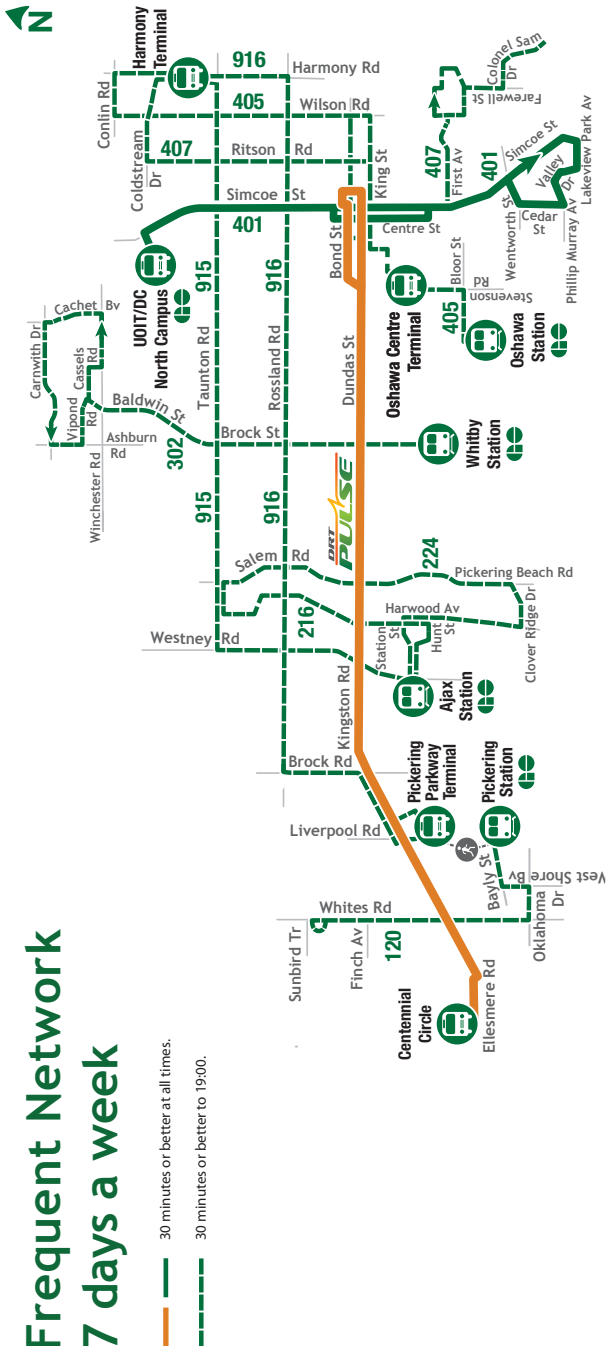 Frequent Network
7 days a week
30 minutes or better at all times.
30 minutes or better to 19:00.
N
Carnwith Dr
Cachet Bv
Vipond
Rd
Cassels
Rd
Winchester Rd
Ashburn
Rd
Baldwin St
302
UOIT/DC
North Campus
Conlin Rd
Coldstream
Dr
Harmony
Terminal
407
405
916
Ritson Rd
Wilson Rd
Harmony Rd
Simcoe St
401
915
Taunton Rd
915
916
Rossland Rd
916
Brock St
Westney Rd
Salem Rd
216
224
DRT
PULSE
Dundas St
Bond St
King St
Centre St
Kingston Rd
Brock Rd
Liverpool Rd
Sunbird Tr
Finch Av
Whites Rd
120
Centennial
Circle
Ellesmere Rd
Pickering
Parkway
Terminal
Pickering
Station
Bayly St
West Shore Bv
Oklahoma
Dr
Ajax
Station
Station
St
Hunt
St
Harwood Av
Pickering Beach Rd
Clover Ridge Dr
Whitby
Station
Oshawa Centre
Terminal
405
Bloor St
Stevenson
Rd
Oshawa
Station
407
First Av
401
Simcoe St
Wentworth St
Cedar
St
Valley
Dr
Phillip Murray Av
Lakeview Park Av
Farewell St
Colonel Sam
Dr